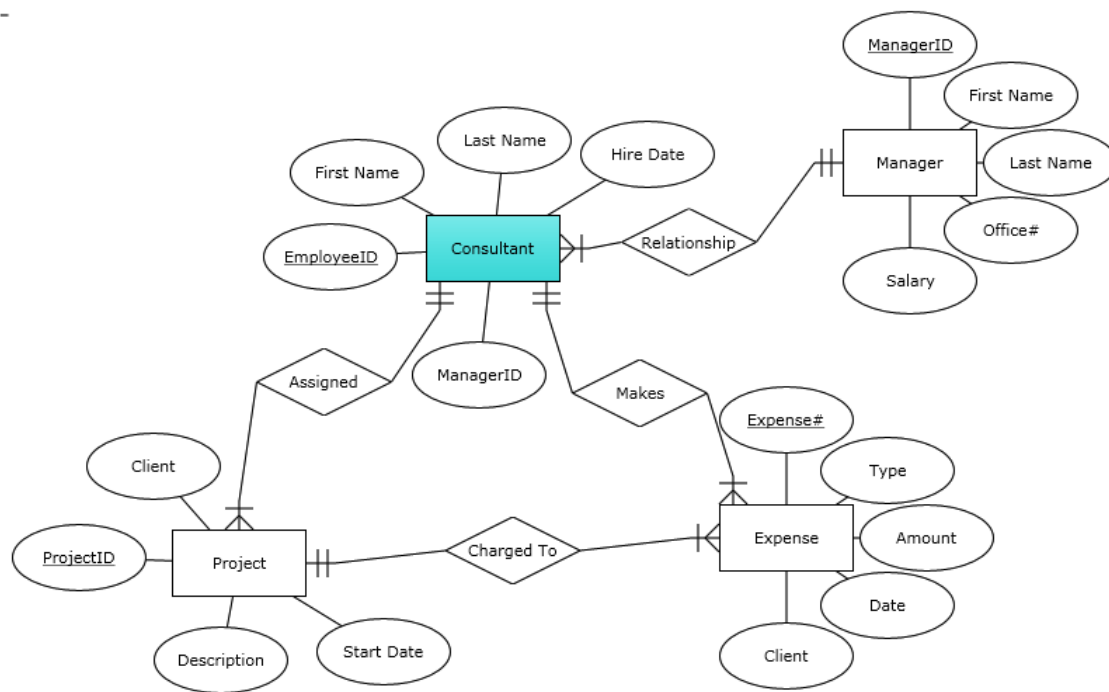 ManagerID
First Name
Last Name
Hire Date
First Name
Manager
Last Name
Relationship
Office#
Consultant
EmployeeID
Salary
Assigned
ManagerID
Makes
Expense#
Client
Type
ProjectID
Project
Charged To
Expense
Amount
Date
Description
Start Date
Client